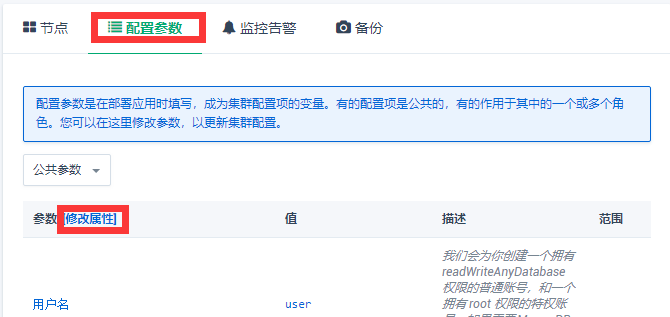 节点 配置参数 监控告警 备份
配置参数是在部署应用时填写，成为集群配置项的变量。有的配置项是公共的，有的作用于其中的一个或多个角
色。您可以在这里修改参数，以更新集群配置。
公共参数
参数 [修改属性] 值 描述 范围
我们会为你创建一个拥有
readWriteAnyDatabase
权限的普通账号，和一个
用户名 user 拥有 root 权限的特权账